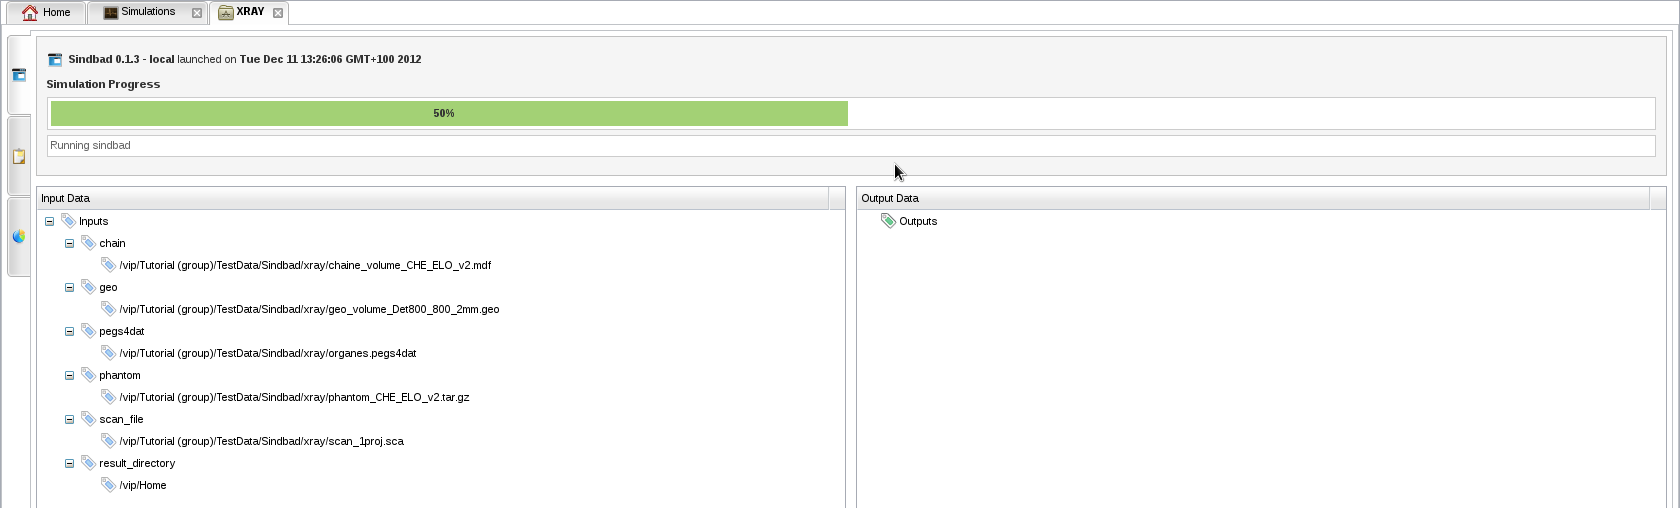 Home Simulations XRAY
Sindbad 0.1.3 - local launched on Tue Dec 11 13:26:06 GMT+100 2012
Simulation Progress
50%
Running sindbad
Input Data
Inputs
chain
/vip/Tutorial (group)/TestData/Sindbad/xray/chaine_volume_CHE_ELO_v2.mdf
geo
/vip/Tutorial (group)/TestData/Sindbad/xray/geo_volume_Det800_800_2mm.geo
pegs4dat
/vip/Tutorial (group)/TestData/Sindbad/xray/organes.pegs4dat
phantom
/vip/Tutorial (group)/TestData/Sindbad/xray/phantom_CHE_ELO_v2.tar.gz
scan_file
/vip/Tutorial (group)/TestData/Sindbad/xray/scan_1proj.sca
result_directory
/vip/Home
Output Data
Outputs